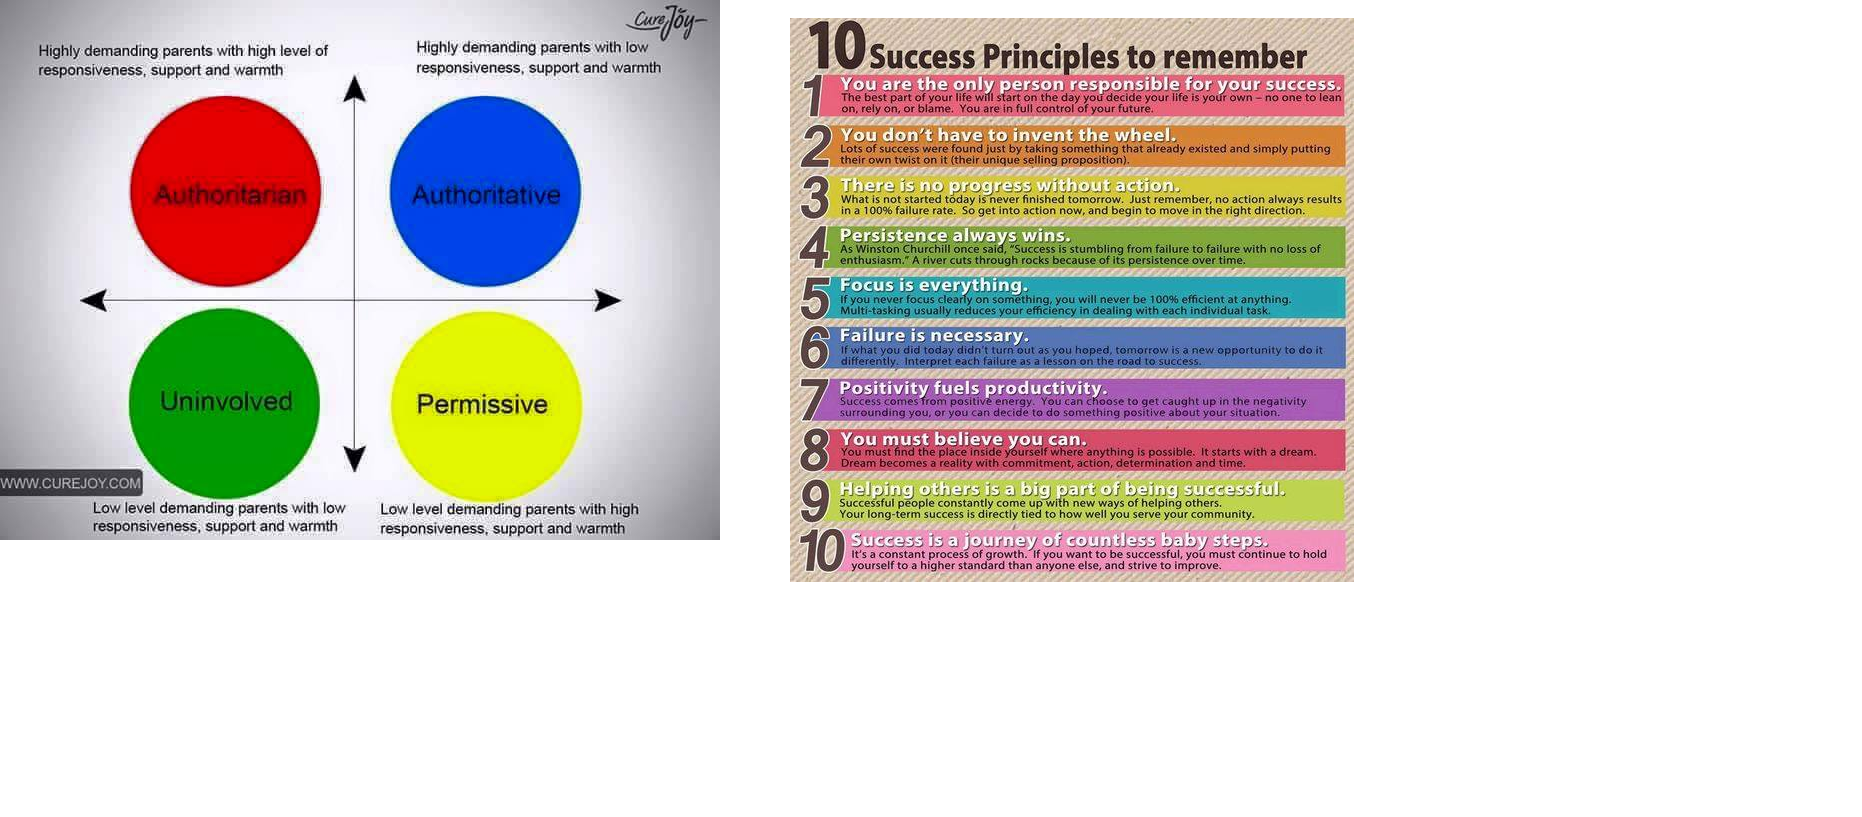 Cure Joy
Highly demanding parents with high level of
responsiveness, support and warmth
Highly demanding parents with low
responsiveness, support and warmth
Authoritarian
Authoritative
Uninvolved
Permissive
WWW.CUREJOY.COM
Low level demanding parents with low
responsiveness, support and warmth
Low level demanding parents with high
responsiveness, support and warmth
10 Success Principles to remember
1 You are the only person responsible for your success.
The best part of your life will start on the day you decide your life is your own – no one to lean
on, rely on, or blame. You are in full control of your future.
2 You don't have to invent the wheel.
Lots of success were found just by taking something that already existed and simply putting
their own twist on it (their unique selling proposition).
3 There is no progress without action.
What is not started today is never finished tomorrow. Just remember, no action always results
in a 100% failure rate. So get into action now, and begin to move in the right direction.
4 Persistence always wins.
As Winston Churchill once said, "Success is stumbling from failure to failure with no loss of
enthusiasm." A river cuts through rocks because of its persistence over time.
5 Focus is everything.
If you never focus clearly on something, you will never be 100% efficient at anything.
Multi-tasking usually reduces your efficiency in dealing with each individual task.
6 Failure is necessary.
If what you did today didn't turn out as you hoped, tomorrow is a new opportunity to do it
differently. Interpret each failure as a lesson on the road to success.
7 Positivity fuels productivity.
Success comes from positive energy. You can choose to get caught up in the negativity
surrounding you, or you can decide to do something positive about your situation.
8 You must believe you can.
You must find the place inside yourself where anything is possible. It starts with a dream.
Dream becomes a reality with commitment, action, determination and time.
9 Helping others is a big part of being successful.
Successful people constantly come up with new ways of helping others.
Your long-term success is directly tied to how well you serve your community.
10 Success is a journey of countless baby steps.
It's a constant process of growth. If you want to be successful, you must continue to hold
yourself to a higher standard than anyone else, and strive to improve.